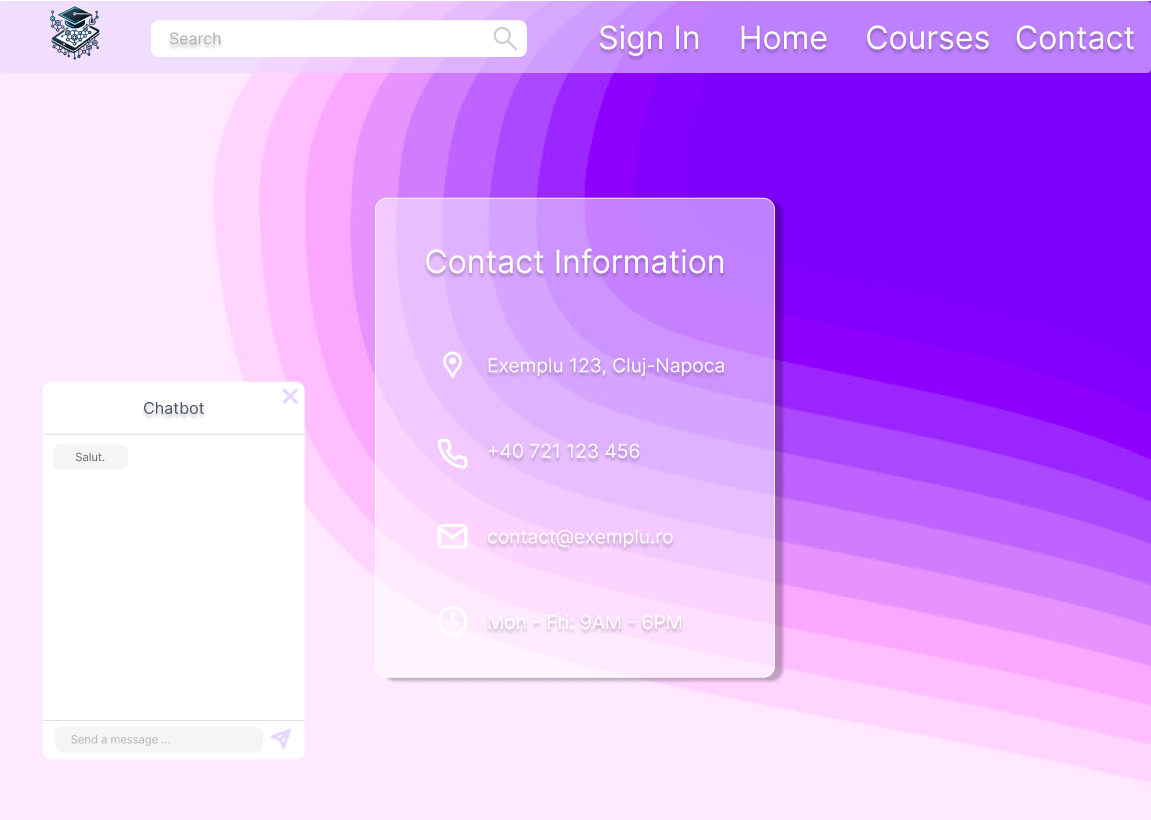 Search
Sign In Home Courses Contact
Contact Information
Exemplu 123, Cluj-Napoca
+40 721 123 456
contact@exemplu.ro
Mon - Fri: 9AM - 6PM
Chatbot
Salut.
Send a message ...